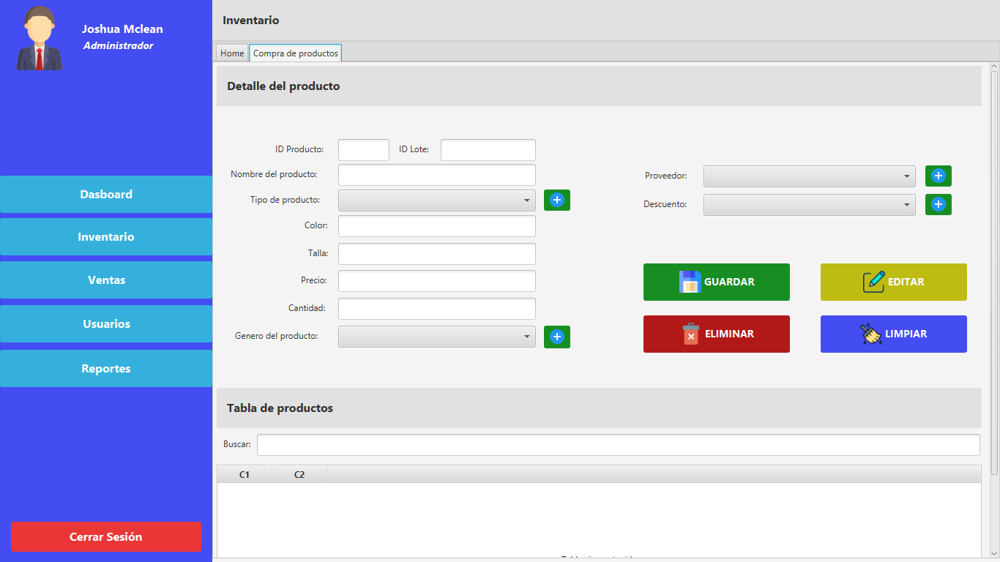 Joshua Mclean
Administrador
Dasboard
Inventario
Ventas
Usuarios
Reportes
Cerrar Sesión
Inventario
Home Compra de productos
Detalle del producto
ID Producto: ID Lote:
Nombre del producto:
Tipo de producto:
Color:
Talla:
Precio:
Cantidad:
Genero del producto:
Proveedor:
Descuento:
GUARDAR EDITAR
ELIMINAR LIMPIAR
Tabla de productos
Buscar:
C1 C2